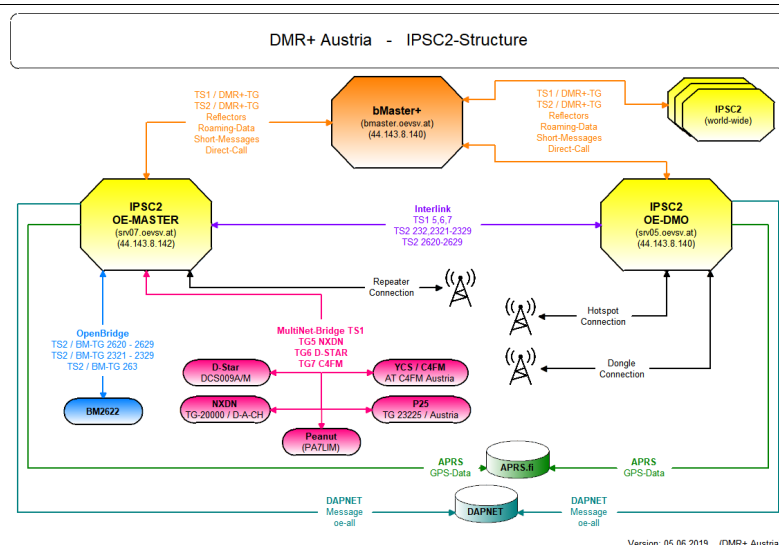 DMR+ Austria - IPSC2-Structure
TS1 / DMR+-TG
TS2 / DMR+-TG
Reflectors
Roaming-Data
Short-Messages
Direct-Call
bMaster+
(bmaster.oevsv.at)
(44.143.8.140)
TS1 / DMR+-TG
TS2 / DMR+-TG
Reflectors
Roaming-Data
Short-Messages
Direct-Call
IPSC2
(world-wide)
IPSC2
OE-MASTER
(srv07.oevsv.at)
(44.143.8.142)
Interlink
TS1 5,6,7
TS2 232,2321-2329
TS2 2620-2629
IPSC2
OE-DMO
(srv05.oevsv.at)
(44.143.8.140)
Repeater
Connection
Hotspot
Connection
Dongle
Connection
OpenBridge
TS2 / BM-TG 2620 - 2629
TS2 / BM-TG 2321 - 2329
TS2 / BM-TG 263
BM2622
MultiNet-Bridge TS1
TG5 NXDN
TG6 D-STAR
TG7 C4FM
D-Star
DCS009A/M
YCS / C4FM
AT C4FM Austria
NXDN
TG-20000 / D-A-CH
P25
TG 23225 / Austria
Peanut
(PA7LIM)
APRS
GPS-Data
APRS.fi
APRS
GPS-Data
DAPNET
Message
oe-all
DAPNET
DAPNET
Message
oe-all
Version: 05.06.2019 (DMR+ Austria